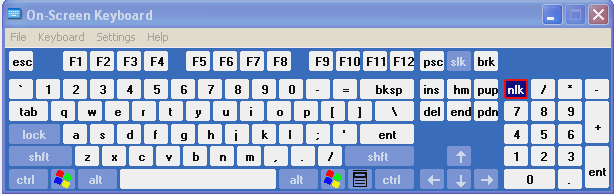 On-Screen Keyboard
File Keyboard Settings Help
esc F1 F2 F3 F4 F5 F6 F7 F8 F9 F10 F11 F12 psc slk brk
` 1 2 3 4 5 6 7 8 9 0 - = bksp ins hm pup nlk / * -
tab q w e r t y u i o p [ ] \ del end pdn 7 8 9 +
lock a s d f g h j k l ; ' ent 4 5 6
shft z x c v b n m , . / shft ↑ 1 2 3 ent
ctrl alt alt ctrl ← ↓ → 0 .